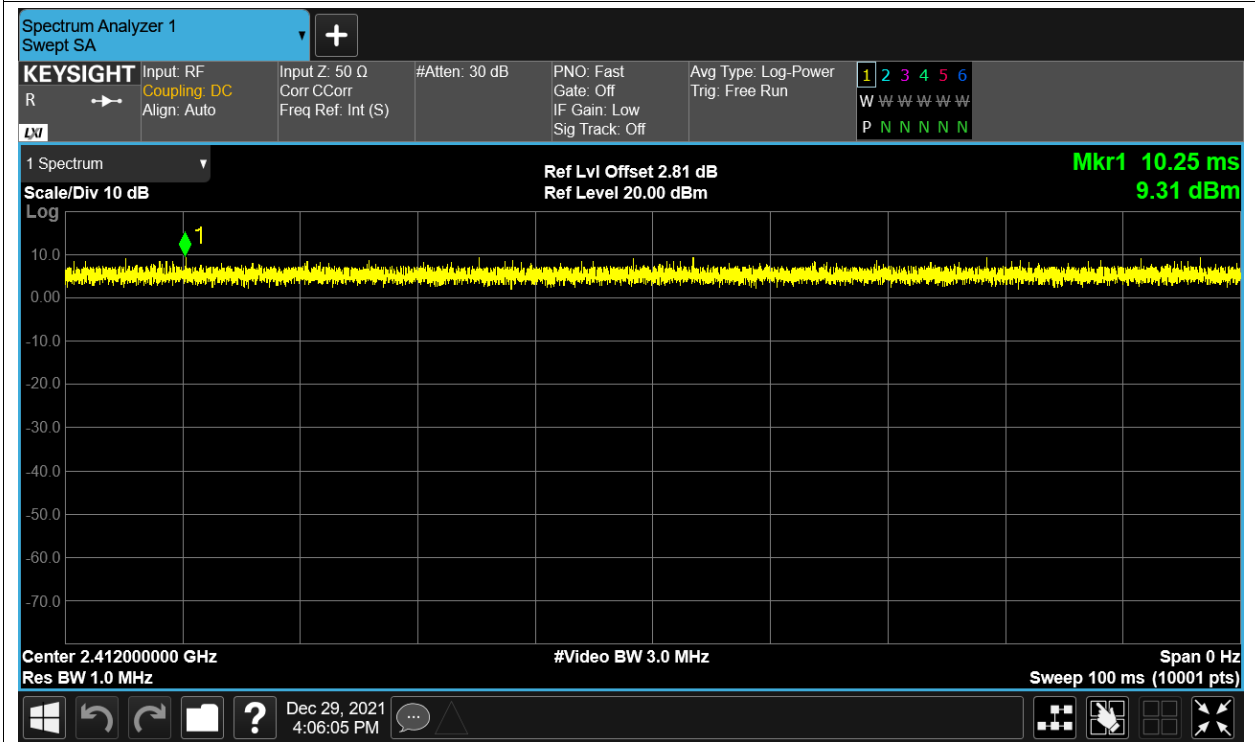 Spectrum Analyzer 1
Swept SA
KEYSIGHT
R
LXI
Input: RF
Coupling: DC
Align: Auto
Input Z: 50 Ω
Corr CCorr
Freq Ref: Int (S)
#Atten: 30 dB
PNO: Fast
Gate: Off
IF Gain: Low
Sig Track: Off
Avg Type: Log-Power
Trig: Free Run
1 2 3 4 5 6
W W W W W W
P N N N N N
1 Spectrum
Scale/Div 10 dB
Log
Ref Lvl Offset 2.81 dB
Ref Level 20.00 dBm
Mkr1 10.25 ms
9.31 dBm
1
10.0
0.00
-10.0
-20.0
-30.0
-40.0
-50.0
-60.0
-70.0
Center 2.412000000 GHz
Res BW 1.0 MHz
#Video BW 3.0 MHz
Span 0 Hz
Sweep 100 ms (10001 pts)
?
Dec 29, 2021
4:06:05 PM